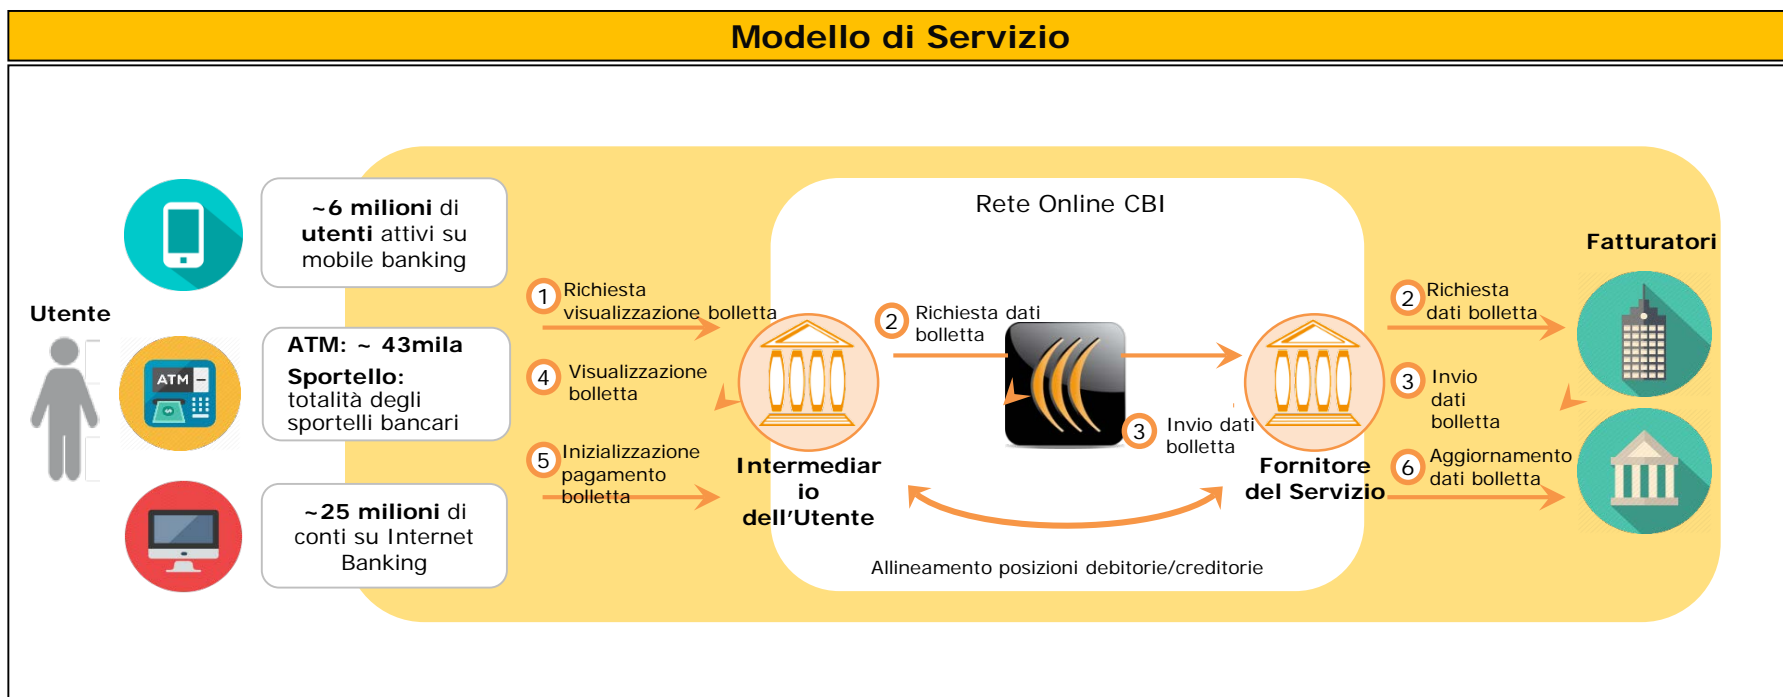 Modello di Servizio
Utente
~6 milioni di
utenti attivi su
mobile banking
ATM
ATM: ~ 43mila
Sportello:
totalità degli
sportelli bancari
~25 milioni di
conti su Internet
Banking
1 Richiesta
visualizzazione bolletta
4 Visualizzazione
bolletta
5 Inizializzazione
pagamento
bolletta
Intermediar
io
dell'Utente
Rete Online CBI
2 Richiesta dati
bolletta
3 Invio dati
bolletta
Allineamento posizioni debitorie/creditorie
Fornitore
del Servizio
Fatturatori
2 Richiesta
dati bolletta
3 Invio
dati
bolletta
6 Aggiornamento
dati bolletta